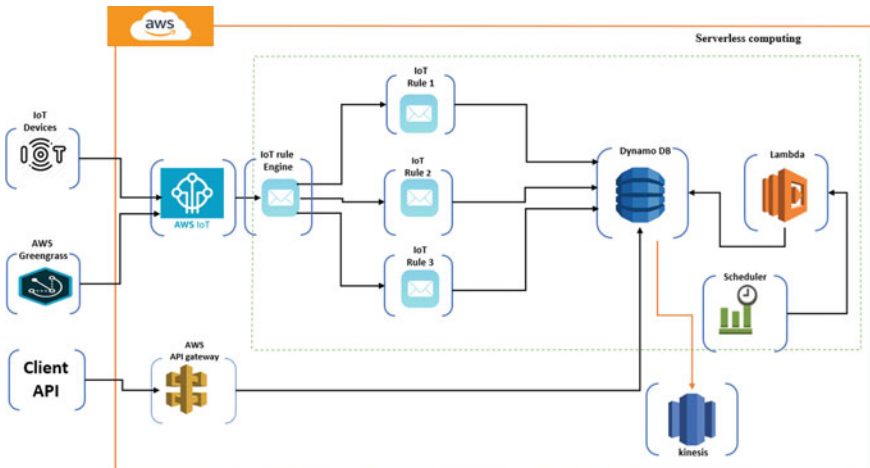 aws
Serverless computing
IoT
Devices
IOT
AWS
Greengrass
Client
API
AWS IoT
IoT rule
Engine
IoT
Rule 1
IoT
Rule 2
IoT
Rule 3
AWS
API gateway
Dynamo DB
Lambda
Scheduler
kinesis